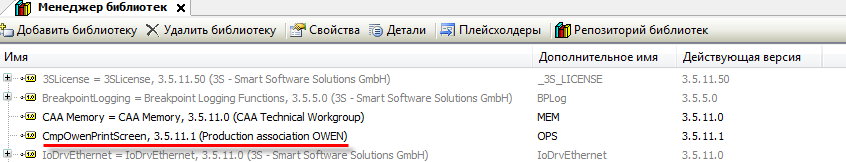 Менеджер библиотек
Добавить библиотеку Удалить библиотеку Свойства Детали Плейсхолдеры Репозиторий библиотек
Имя Дополнительное имя Действующая версия
3SLicense = 3SLicense, 3.5.11.50 (3S - Smart Software Solutions GmbH) _3S_LICENSE 3.5.11.50
BreakpointLogging = Breakpoint Logging Functions, 3.5.5.0 (3S - Smart Software Solutions GmbH) BPLog 3.5.5.0
CAA Memory = CAA Memory, 3.5.11.0 (CAA Technical Workgroup) MEM 3.5.11.0
CmpOwenPrintScreen, 3.5.11.1 (Production association OWEN) OPS 3.5.11.1
IoDrvEthernet = IoDrvEthernet, 3.5.11.0 (3S - Smart Software Solutions GmbH) IoDrvEthernet 3.5.11.0